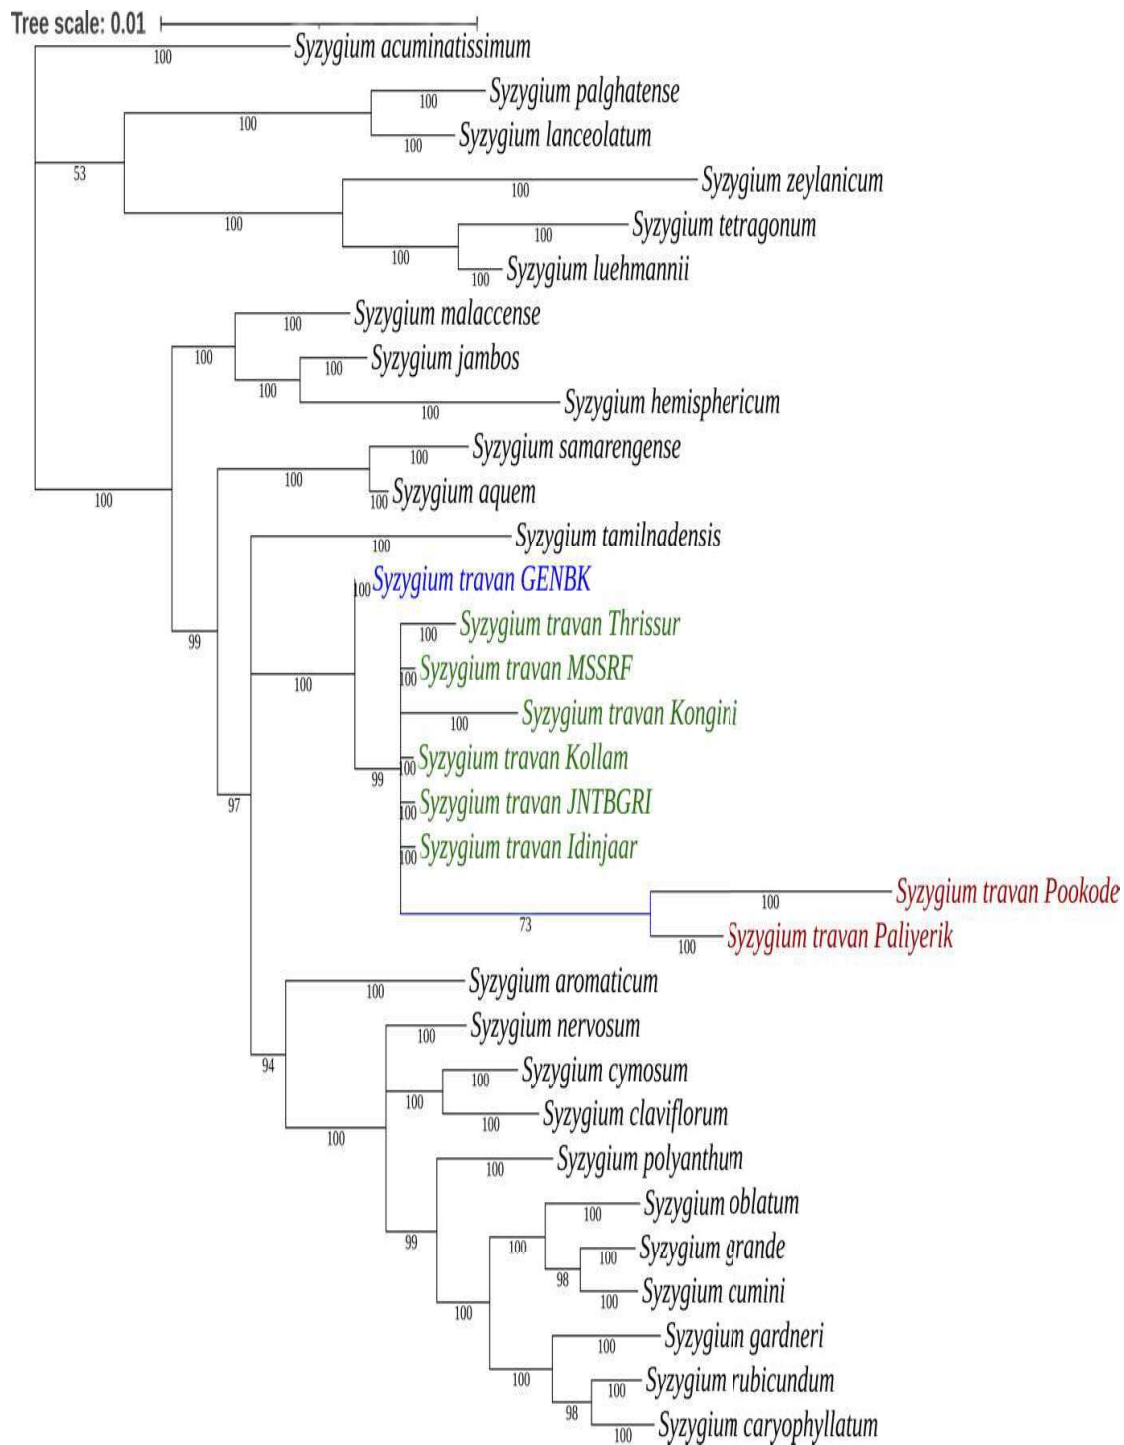 Tree scale: 0.01
Syzygium acuminatissimum
100
Syzygium palghatense
100
100
Syzygium lanceolatum
100
53
Syzygium zeylanicum
100
100
Syzygium tetragonum
100
100
Syzygium luehmannii
100
Syzygium malaccense
100
100
Syzygium jambos
100
100
Syzygium hemisphericum
100
Syzygium samarengense
100
100
Syzygium aquem
100
100
Syzygium tamilnadensis
100
Syzygium travan GENBK
100
Syzygium travan Thrissur
100
99
Syzygium travan MSSRF
100
100
Syzygium travan Kongini
100
Syzygium travan Kollam
100
99
Syzygium travan JNTBGRI
100
97
Syzygium travan Idinjaar
100
Syzygium travan Pookode
100
73
Syzygium travan Paliyerik
100
Syzygium aromaticum
100
Syzygium nervosum
100
94
Syzygium cymosum
100
100
Syzygium claviflorum
100
100
Syzygium polyanthum
100
Syzygium oblatum
100
99
Syzygium grande
100
100
98
Syzygium cumini
100
100
Syzygium gardneri
100
100
Syzygium rubicundum
100
98
Syzygium caryophyllatum
100